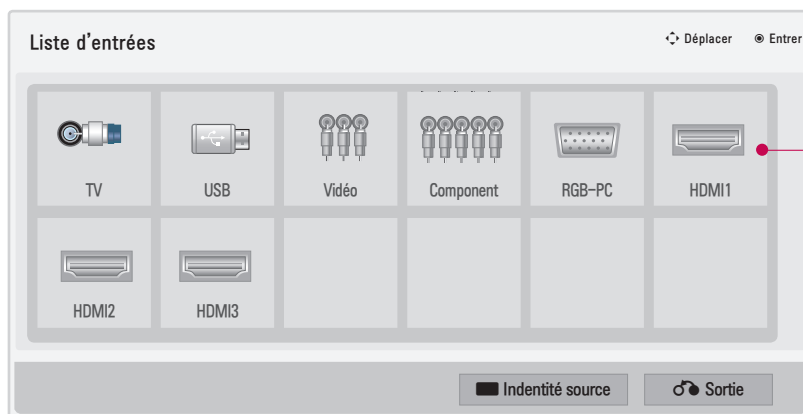 Liste d'entrées
Déplacer Entrer
TV USB Vidéo Component RGB-PC HDMI1
HDMI2 HDMI3
Indentité source Sortie